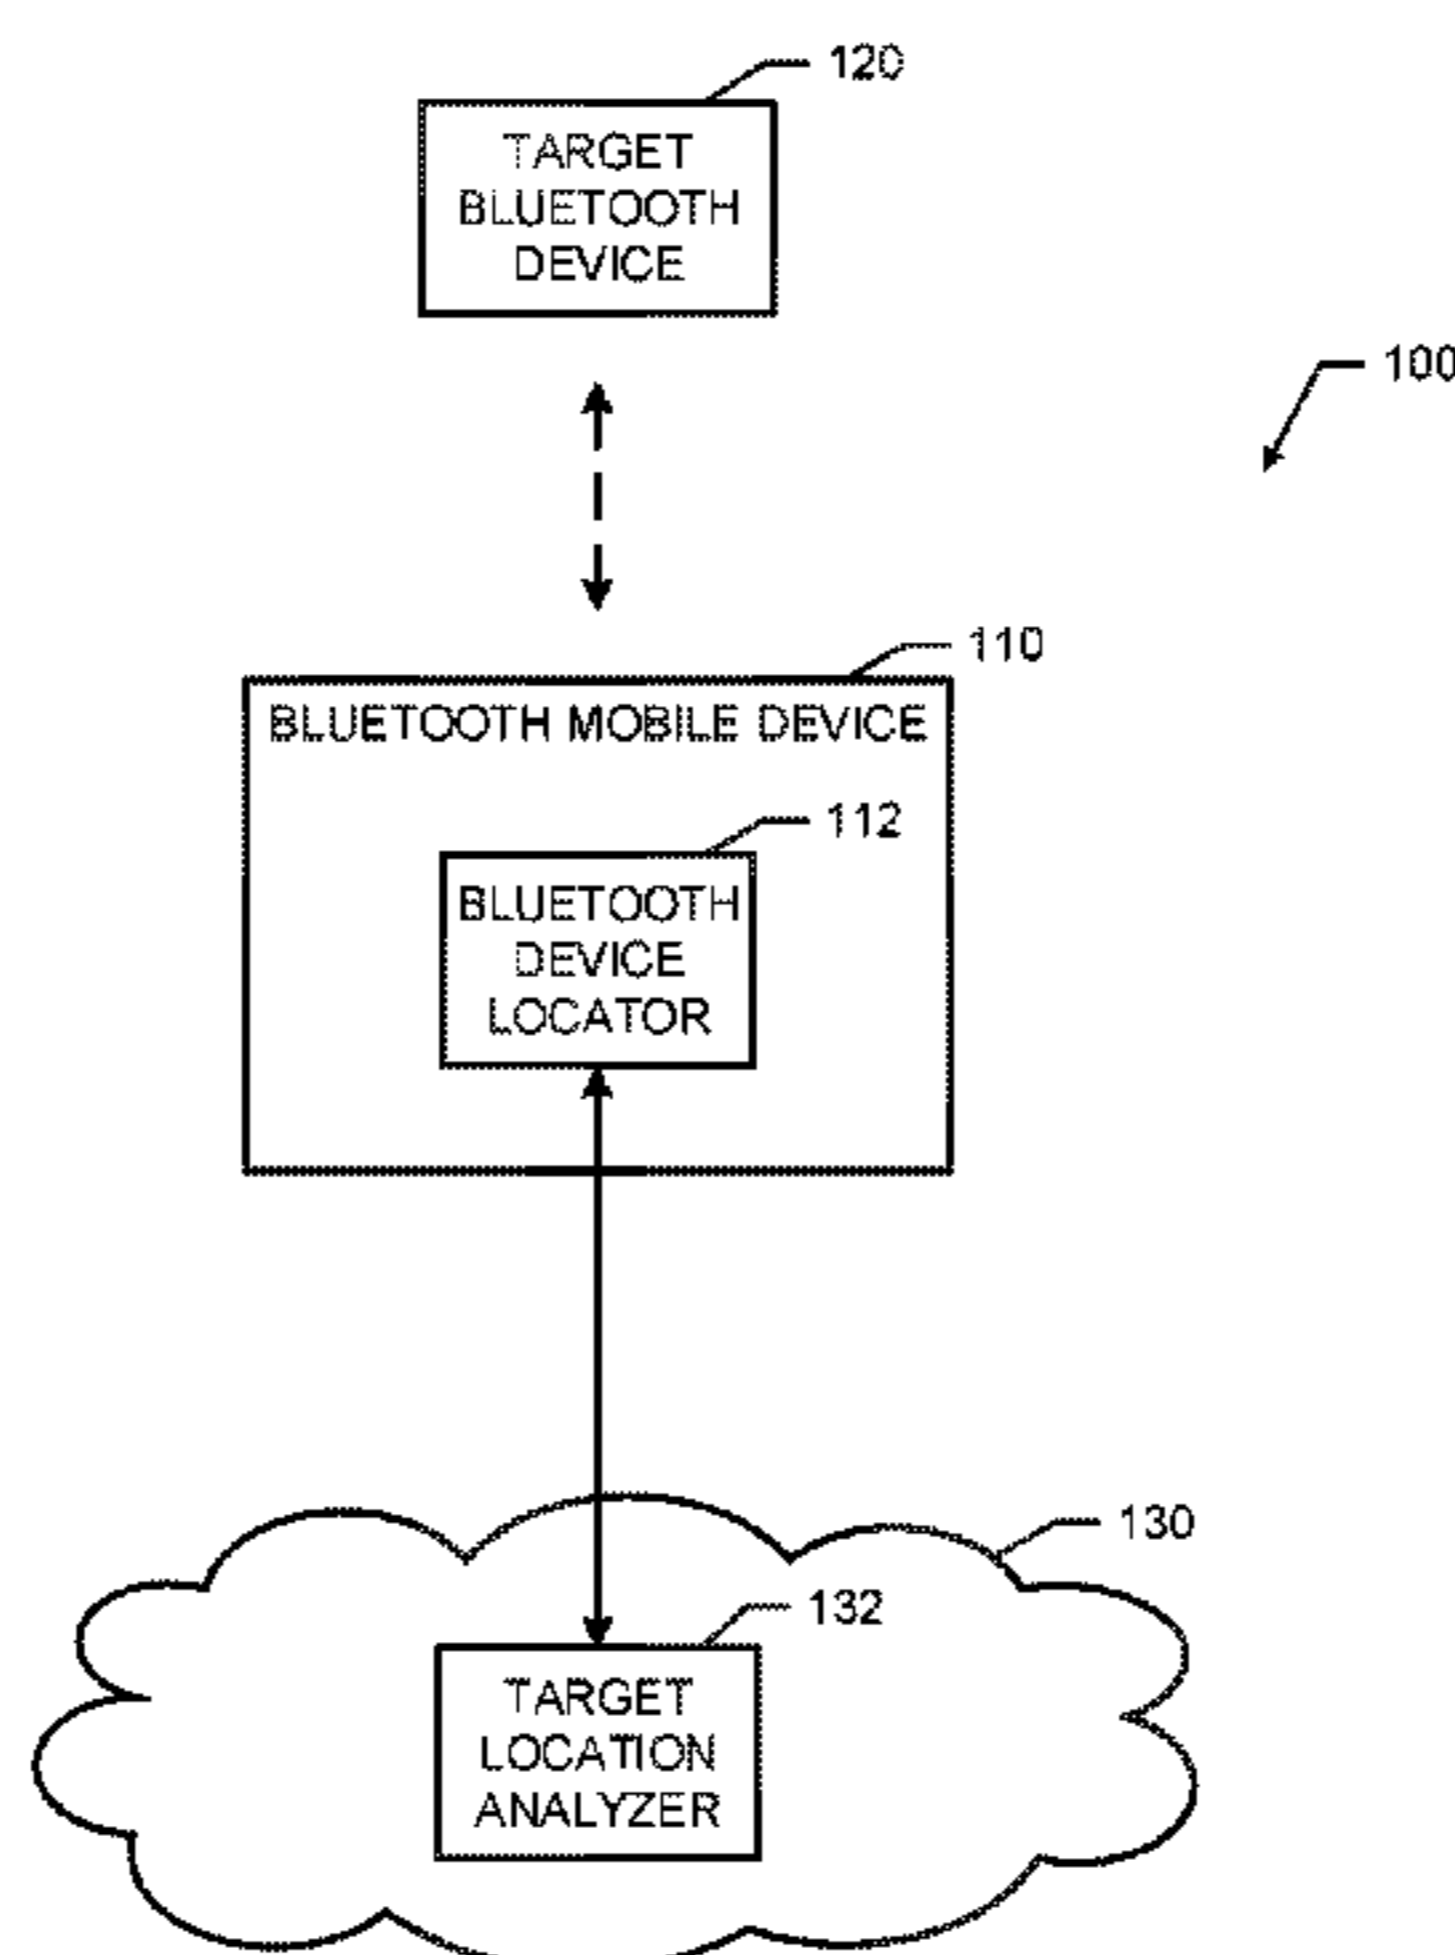 120
TARGET
BLUETOOTH
DEVICE
100
110
BLUETOOTH MOBILE DEVICE
112
BLUETOOTH
DEVICE
LOCATOR
130
132
TARGET
LOCATION
ANALYZER